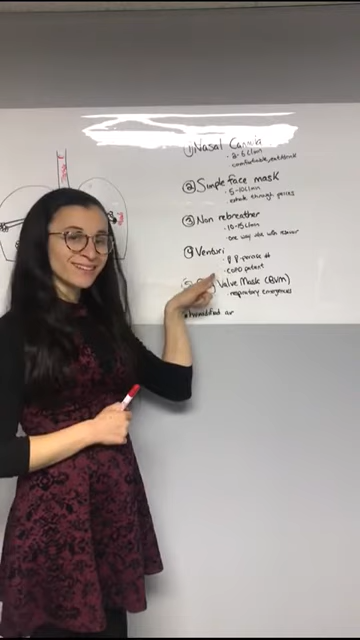 ① Nasal Cannula
· 2-6 L/min
comfortable, eat/drink
② Simple face mask
· 5-10 L/min
· exhale through
③ Non rebreather
· 10-15 L/min
· one way valve with
④ Venturi
· COPD patient
Valve Mask (BVM)
· respiratory emergencies
humidified air